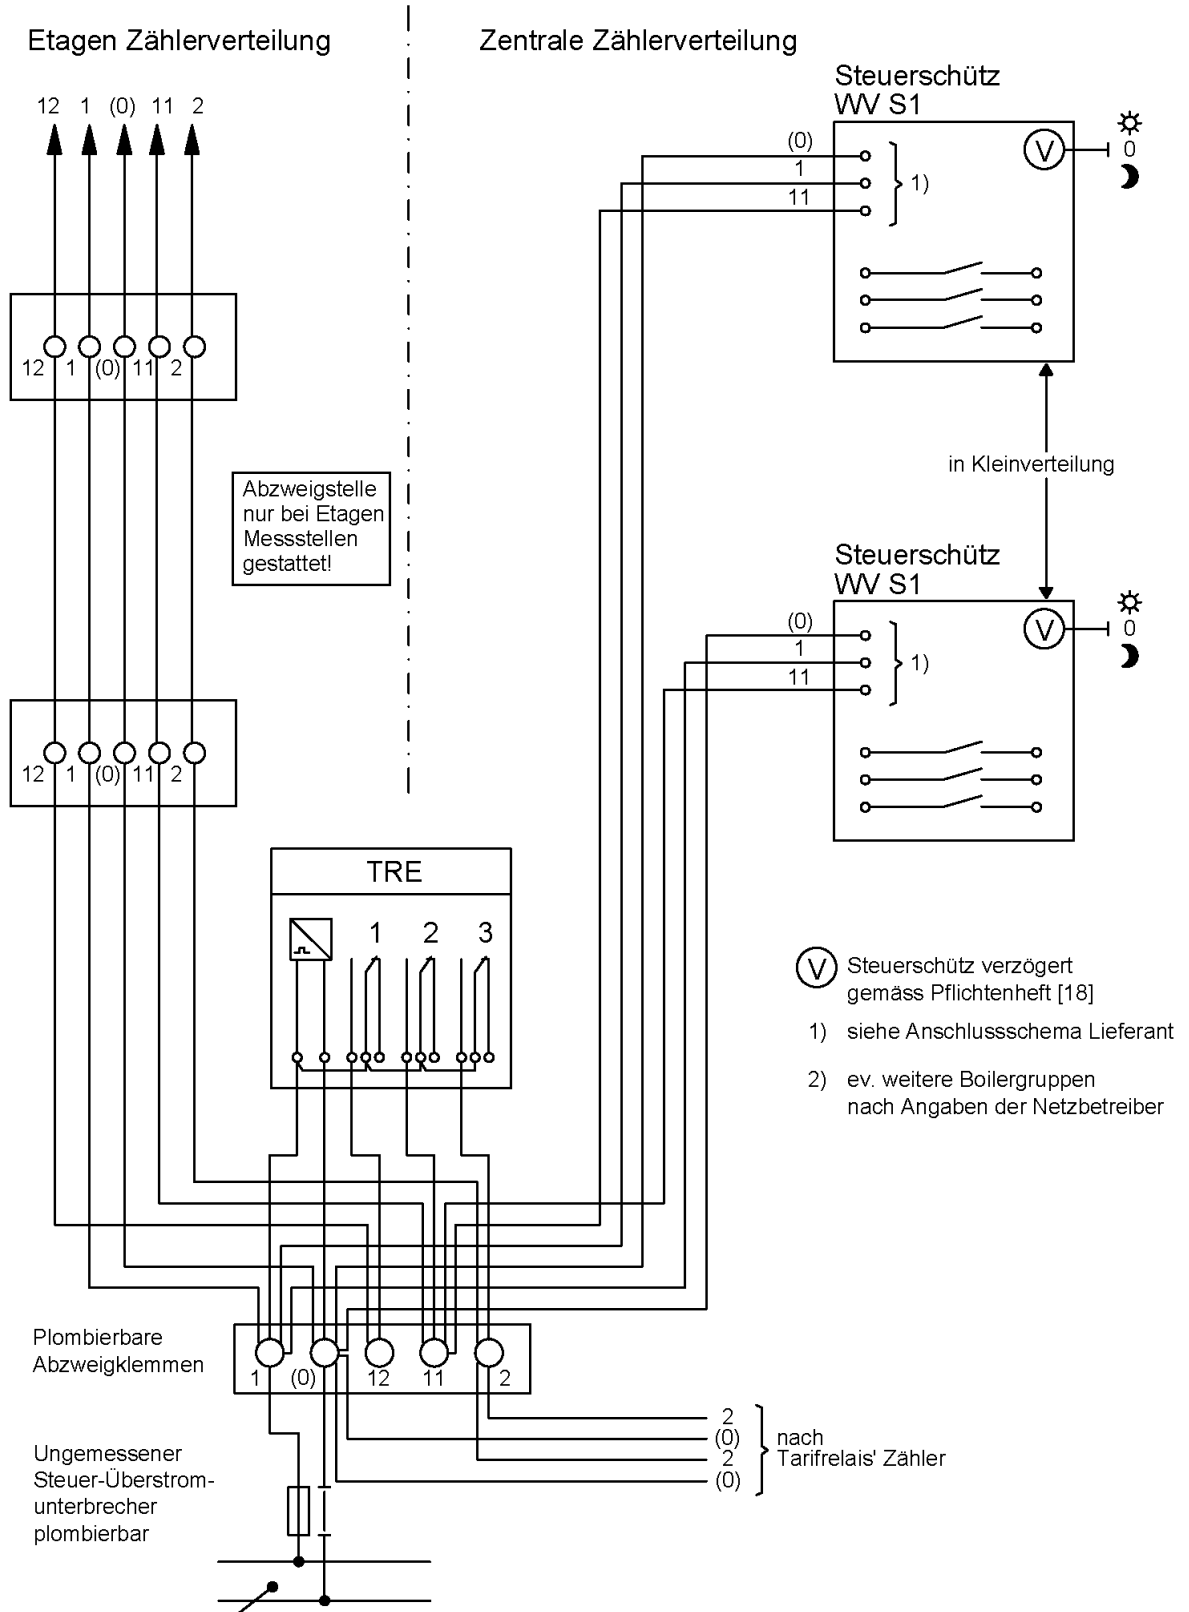 Etagen Zählerverteilung
Zentrale Zählerverteilung
12 1 (0) 11 2
12 1 (0) 11 2
Abzweigstelle
nur bei Etagen
Messstellen
gestattet!
12 1 (0) 11 2
Steuerschütz
WV S1
(0)
1
11
1)
V
0
in Kleinverteilung
Steuerschütz
WV S1
(0)
1
11
1)
V
0
TRE
1 2 3
V Steuerschütz verzögert
gemäss Pflichtenheft [18]
1) siehe Anschlussschema Lieferant
2) ev. weitere Boilergruppen
nach Angaben der Netzbetreiber
Plombierbare
Abzweigklemmen
1 (0) 12 11 2
2
(0)
2
(0)
nach
Tarifrelais' Zähler
Ungemessener
Steuer-Überstrom-
unterbrecher
plombierbar